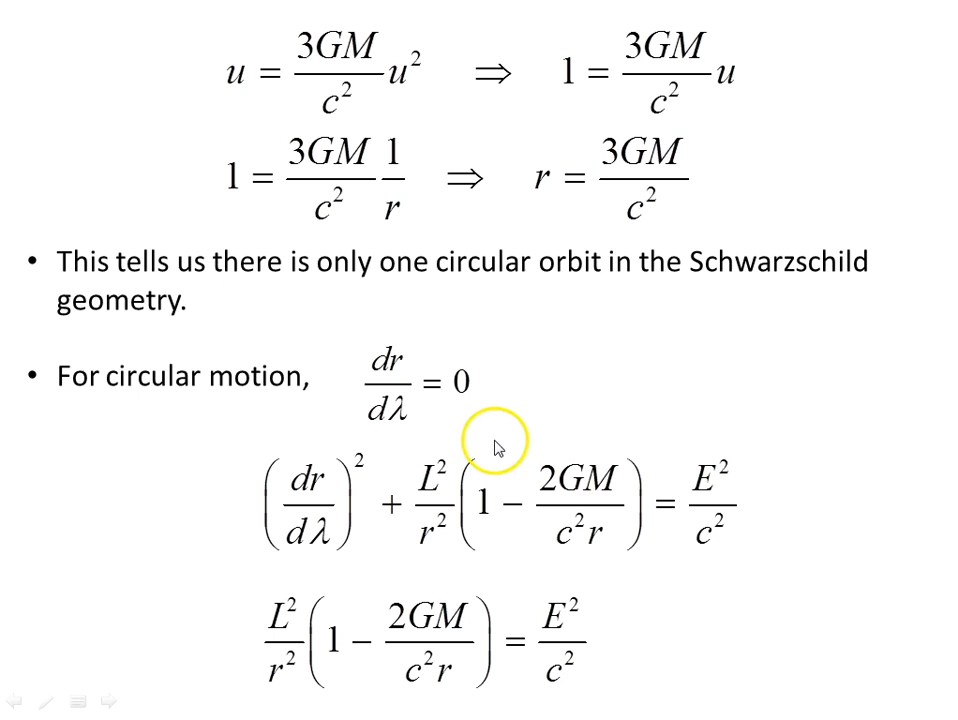 u = 3GM/c² u² ⇒ 1 = 3GM/c² u
1 = 3GM/c² 1/r ⇒ r = 3GM/c²
• This tells us there is only one circular orbit in the Schwarzschild
geometry.
• For circular motion, dr/dλ = 0
(dr/dλ)² + L²/r² (1 − 2GM/c²r) = E²/c²
L²/r² (1 − 2GM/c²r) = E²/c²